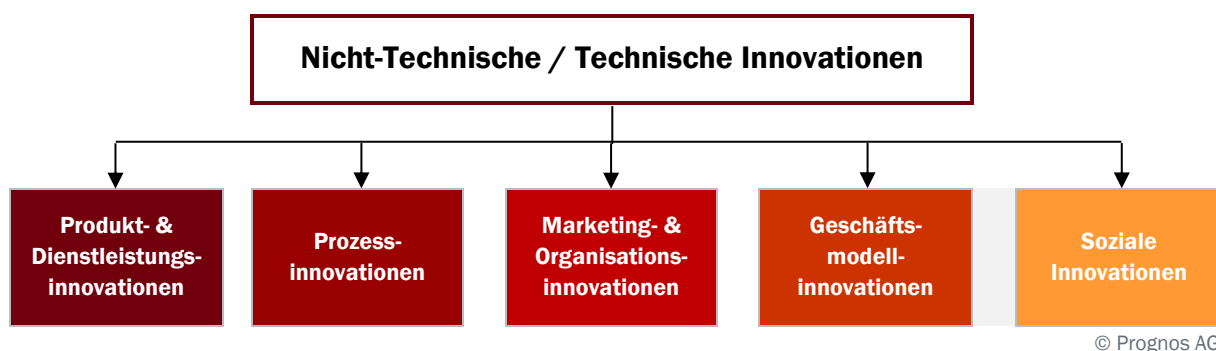 Nicht-Technische / Technische Innovationen
Produkt- &
Dienstleistungs-
innovationen
Prozess-
innovationen
Marketing- &
Organisations-
innovationen
Geschäfts-
modell-
innovationen
Soziale
Innovationen
© Prognos AG